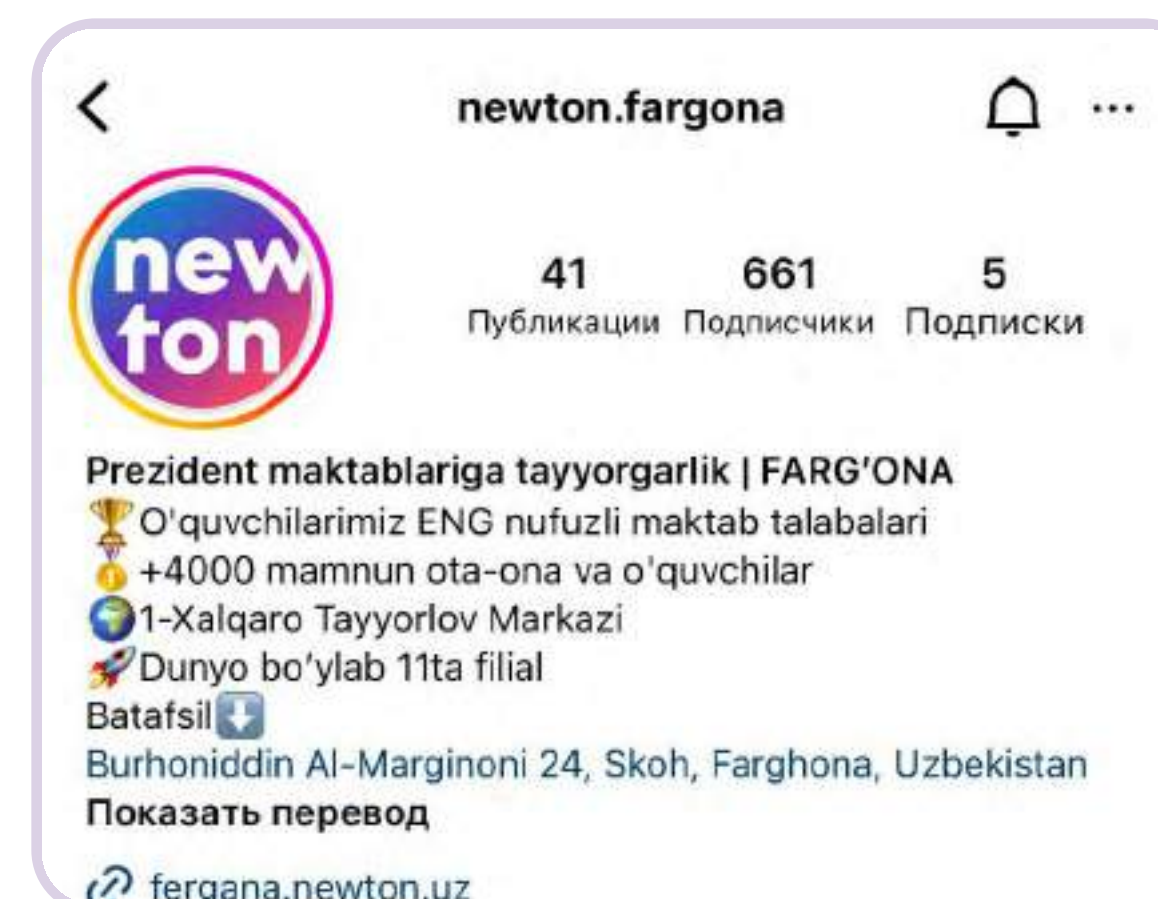 newton.fargona
new
ton
41 661 5
Публикации Подписчики Подписки
Prezident maktablariga tayyorgarlik | FARG'ONA
🏆O'quvchilarimiz ENG nufuzli maktab talabalari
🏅+4000 mamnun ota-ona va o'quvchilar
🌍1-Xalqaro Tayyorlov Markazi
🚀Dunyo bo'ylab 11ta filial
Batafsil⬇️
Burhoniddin Al-Marginoni 24, Skoh, Farghona, Uzbekistan
Показать перевод
fergana.newton.uz